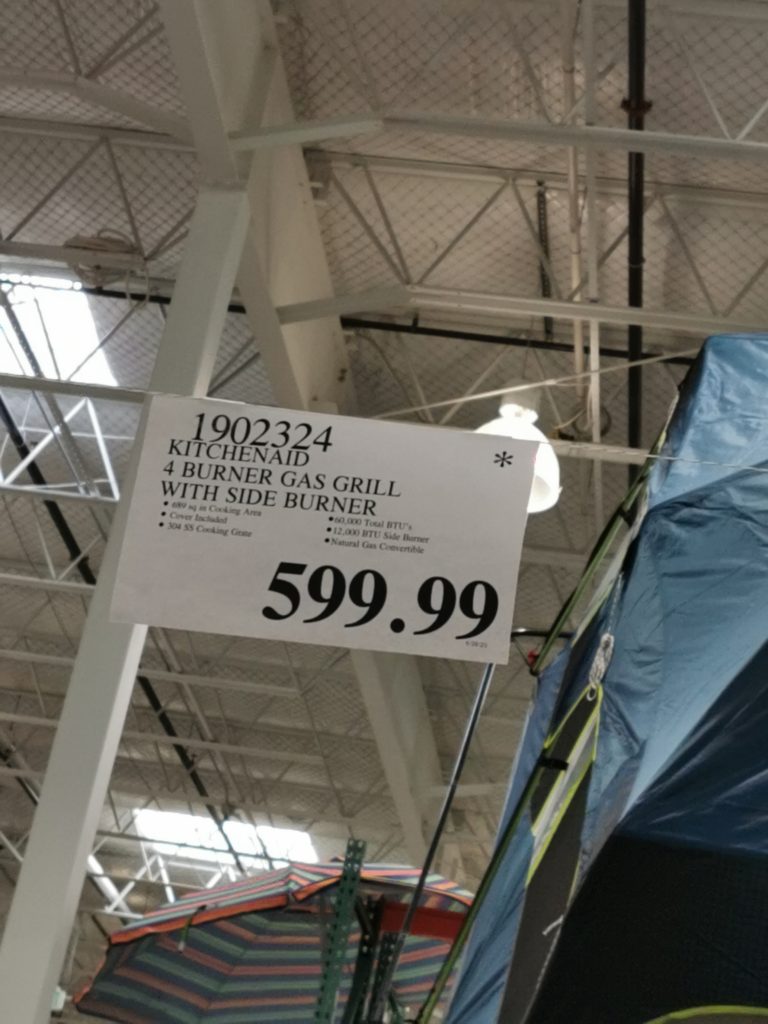 1902324
*
KITCHENAID
4 BURNER GAS GRILL
WITH SIDE BURNER
• 689 sq in Cooking Area
• Cover Included
• 304 SS Cooking Grate
•60,000 Total BTU's
•12,000 BTU Side Burner
•Natural Gas Convertible
599.99